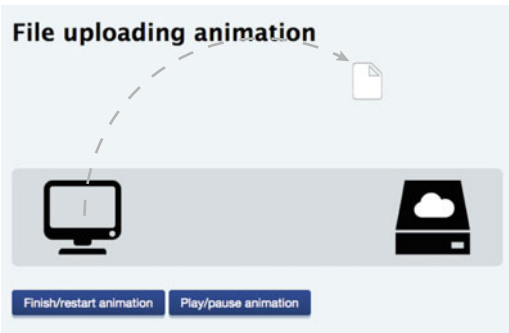 File uploading animation
Finish/restart animation
Play/pause animation